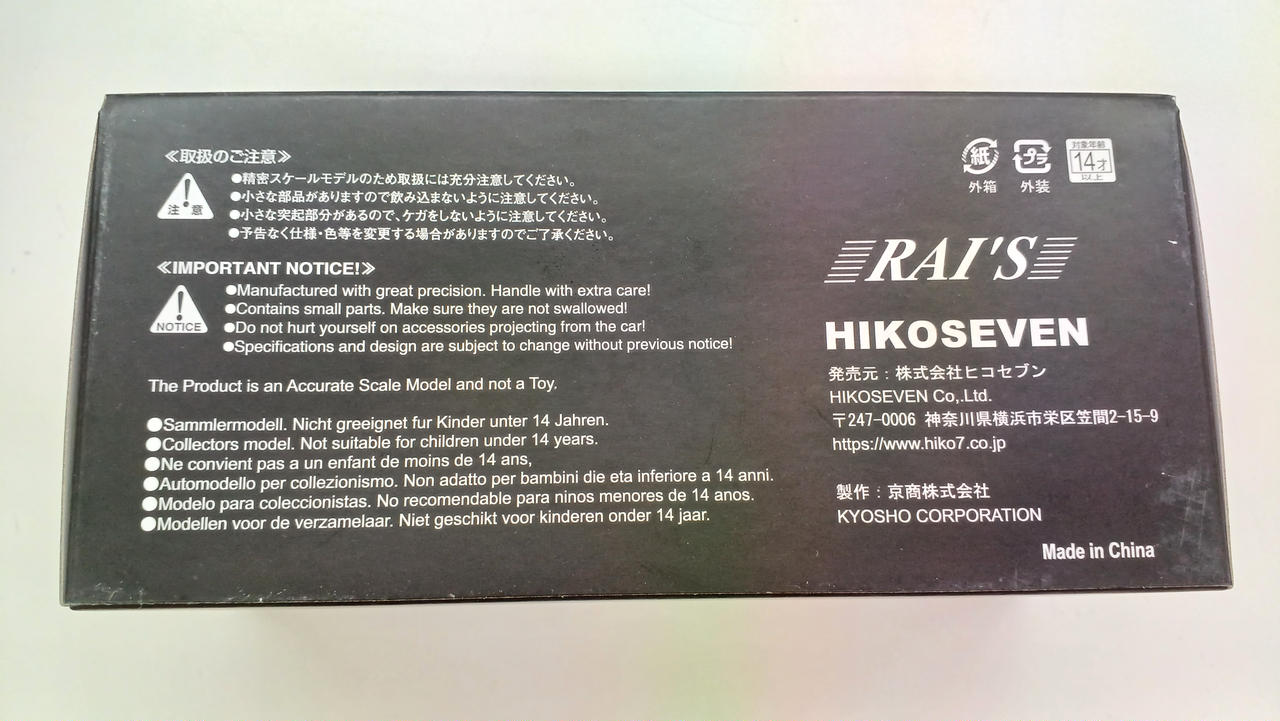 ≪取扱のご注意≫
注 意
●精密スケールモデルのため取扱には充分注意してください。
●小さな部品がありますので飲み込まないように注意してください。
●小さな突起部分があるので、ケガをしないように注意してください。
●予告なく仕様・色等を変更する場合がありますのでご了承ください。
≪IMPORTANT NOTICE!≫
NOTICE
●Manufactured with great precision. Handle with extra care!
●Contains small parts. Make sure they are not swallowed!
●Do not hurt yourself on accessories projecting from the car!
●Specifications and design are subject to change without previous notice!
The Product is an Accurate Scale Model and not a Toy.
●Sammlermodell. Nicht geeignet fur Kinder unter 14 Jahren.
●Collectors model. Not suitable for children under 14 years.
●Ne convient pas a un enfant de moins de 14 ans,
●Automodello per collezionismo. Non adatto per bambini die eta inferiore a 14 anni.
●Modelo para coleccionistas. No recomendable para ninos menores de 14 anos.
●Modellen voor de verzamelaar. Niet geschikt voor kinderen onder 14 jaar.
紙
外箱
プラ
外装
対象年齢
14才
以上
RAI'S
HIKOSEVEN
発売元：株式会社ヒコセブン
HIKOSEVEN Co,.Ltd.
〒247-0006 神奈川県横浜市栄区笠間2-15-9
https://www.hiko7.co.jp
製作：京商株式会社
KYOSHO CORPORATION
Made in China